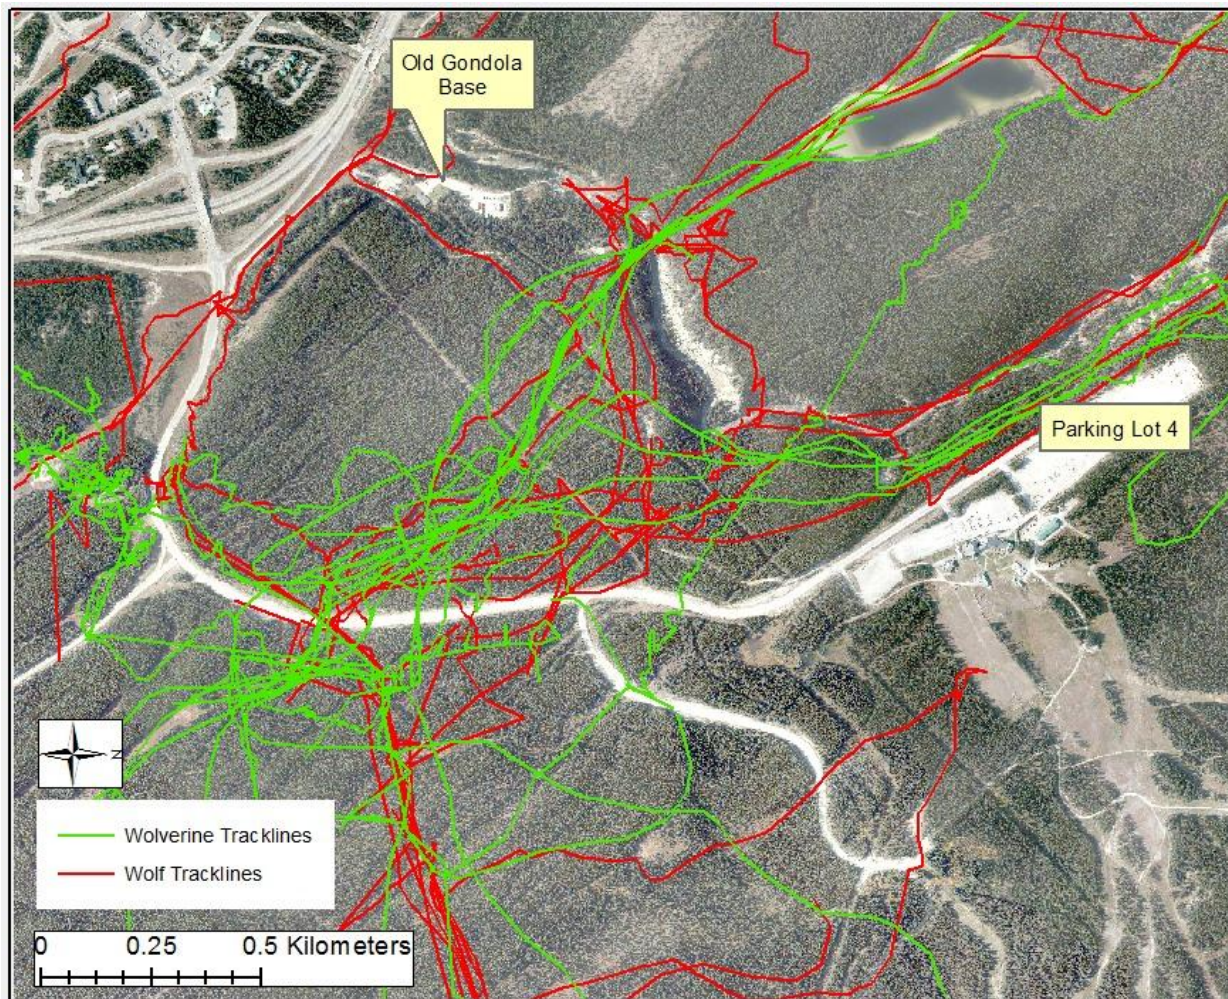 Old Gondola
Base
Parking Lot 4
N
Wolverine Tracklines
Wolf Tracklines
0 0.25 0.5 Kilometers